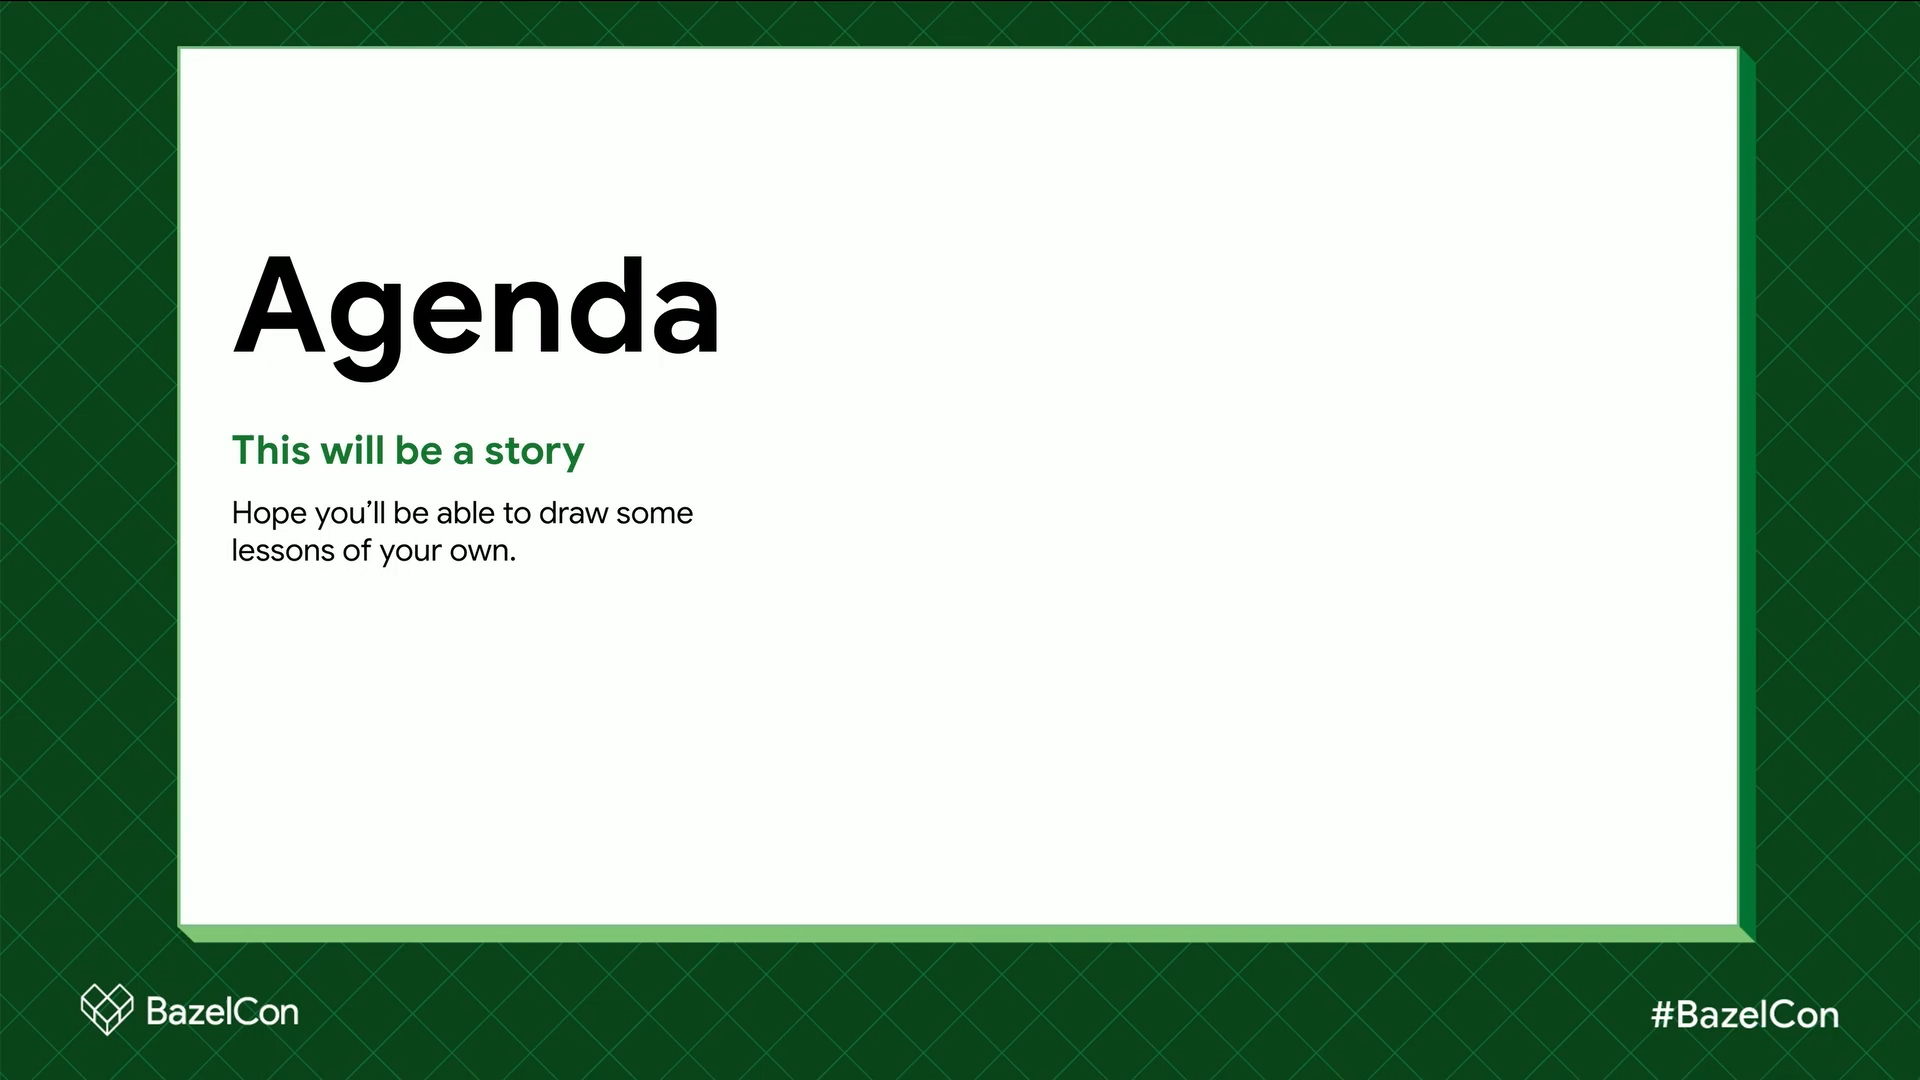 Agenda
This will be a story
Hope you’ll be able to draw some
lessons of your own.
BazelCon
#BazelCon